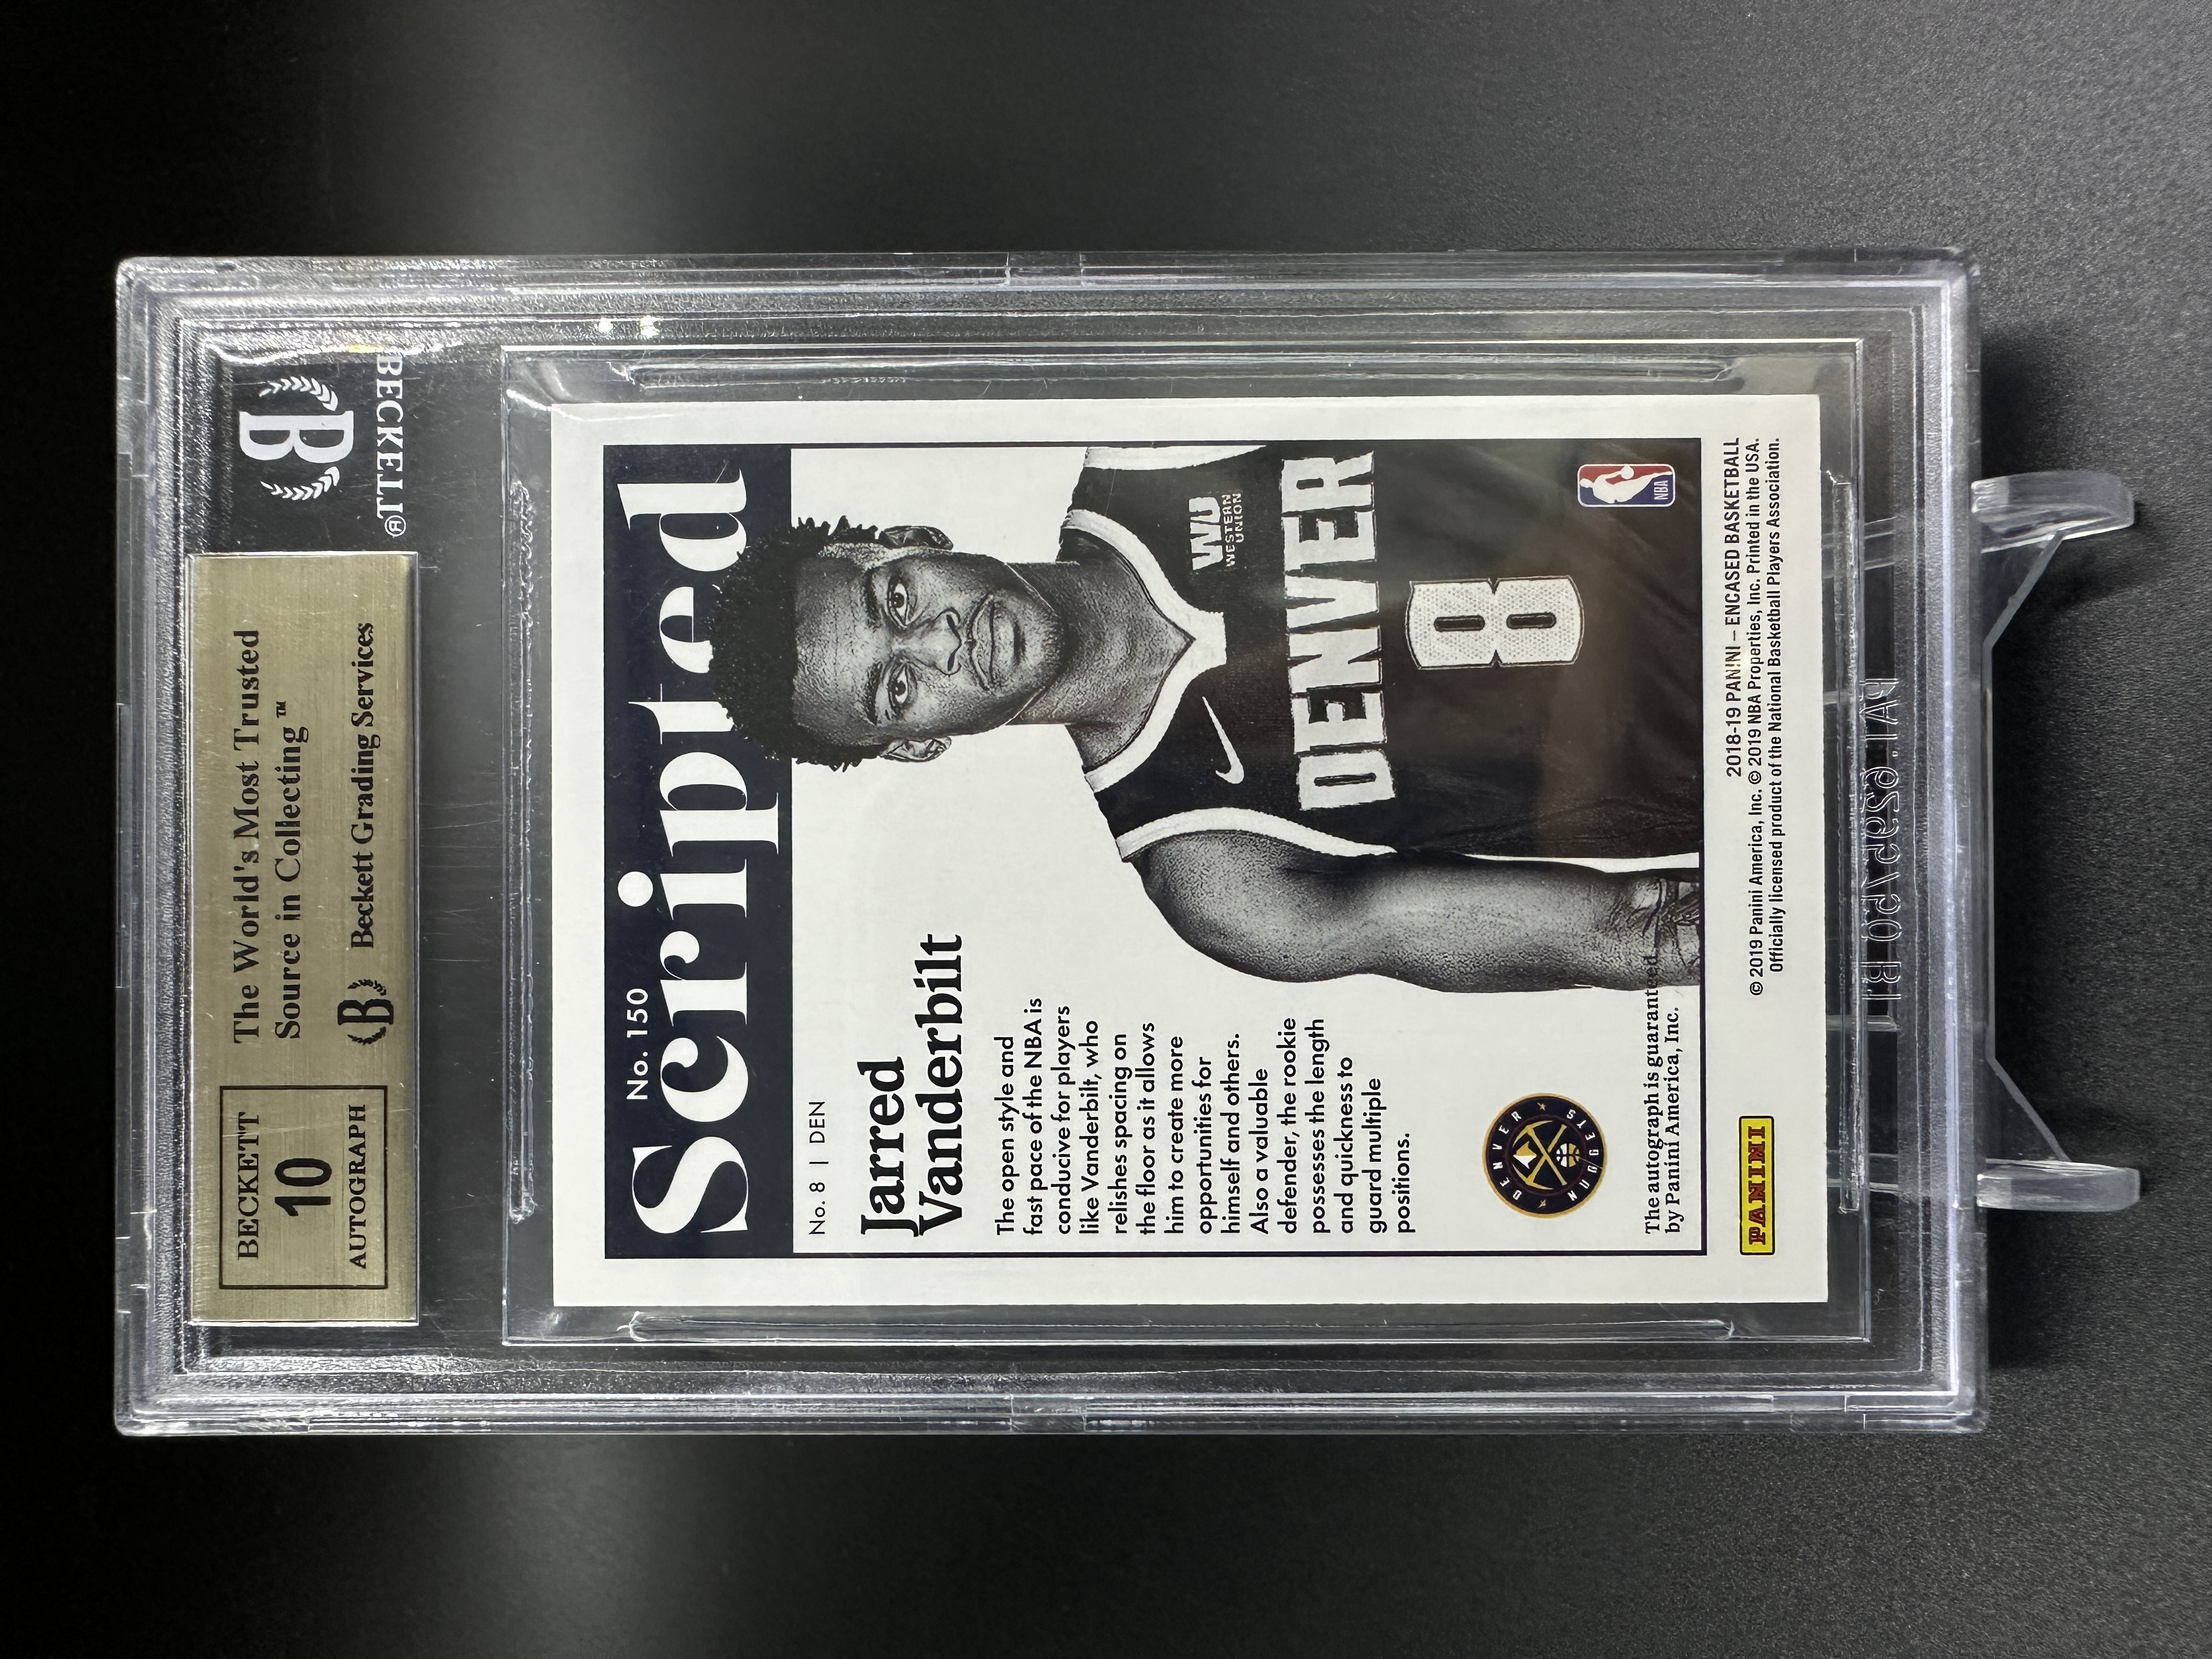 BECKETT
10
AUTOGRAPH
The World's Most Trusted
Source in Collecting™
B Beckett Grading Services
B
BECKETT®
No. 150
Scripted
No. 8 | DEN
Jarred
Vanderbilt
The open style and
fast pace of the NBA is
conducive for players
like Vanderbilt, who
relishes spacing on
the floor as it allows
him to create more
opportunities for
himself and others.
Also a valuable
defender, the rookie
possesses the length
and quickness to
guard multiple
positions.
WU
WESTERN
UNION
DENVER
8
DENVER
NUGGETS
NBA
The autograph is guaranteed
by Panini America, Inc.
PANINI
2018-19 PANINI – ENCASED BASKETBALL
© 2019 Panini America, Inc. © 2019 NBA Properties, Inc. Printed in the USA.
Officially licensed product of the National Basketball Players Association.